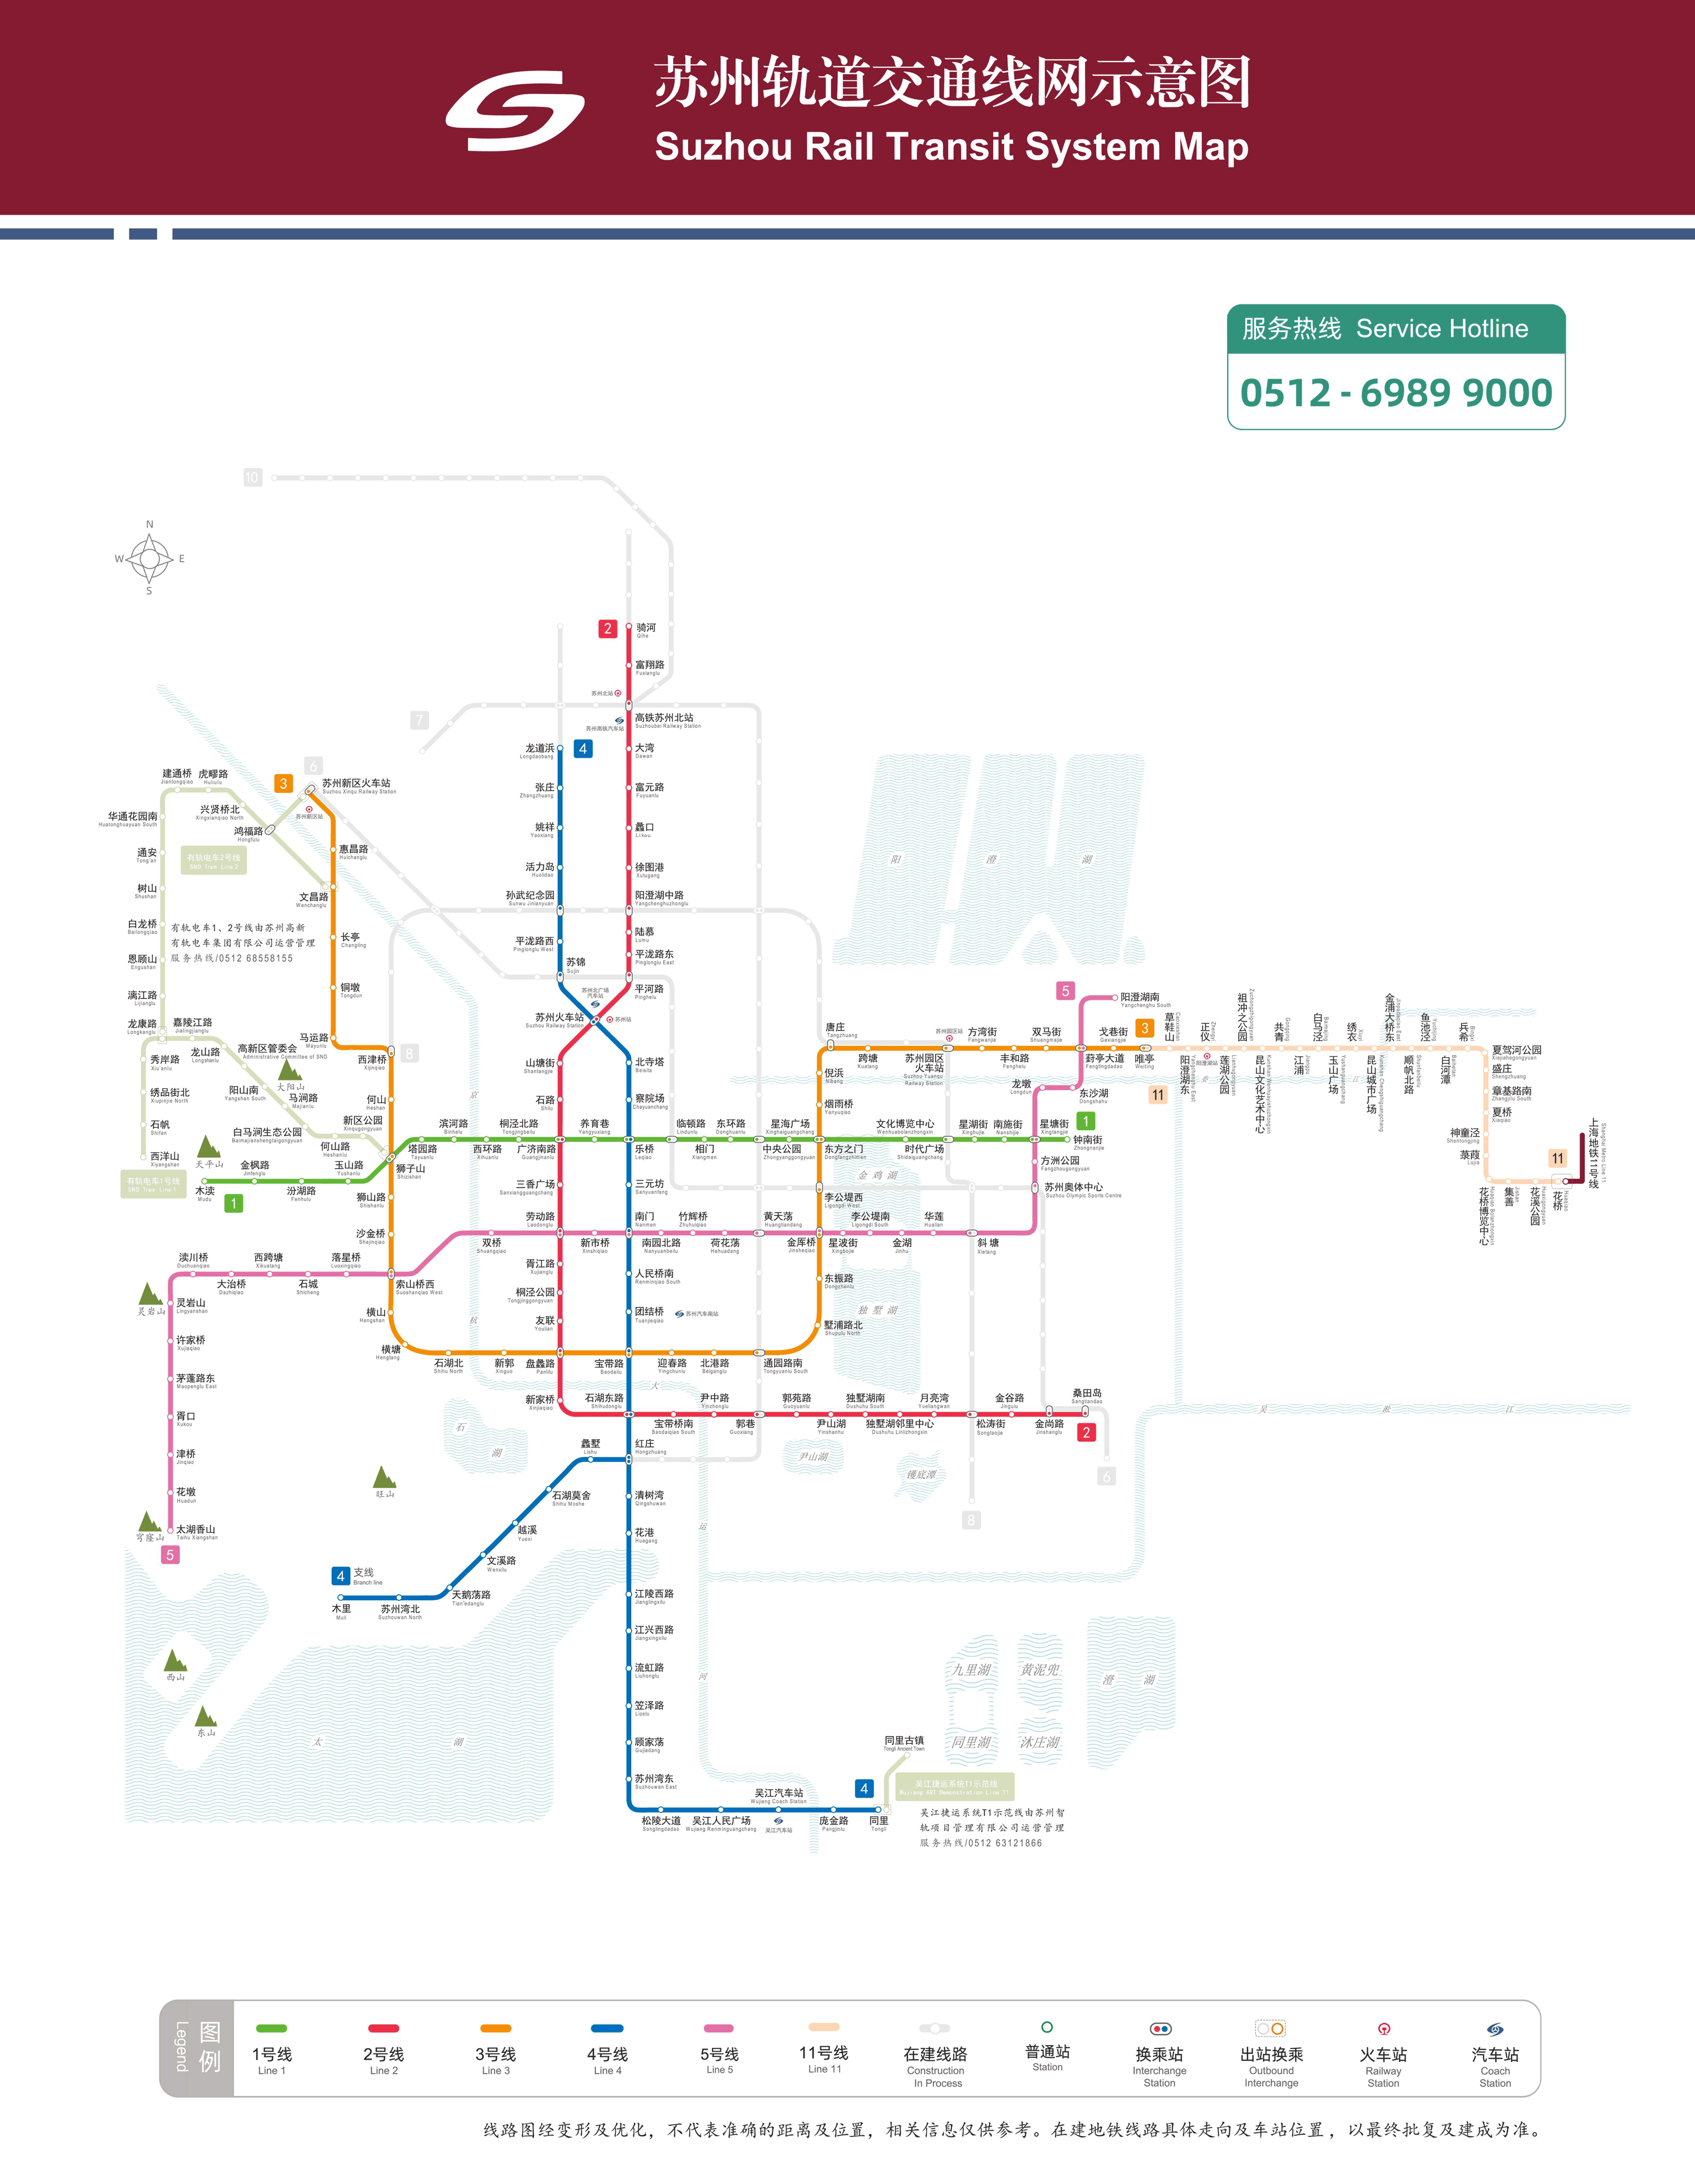 苏州轨道交通线网示意图
Suzhou Rail Transit System Map
服务热线 Service Hotline
0512 - 6989 9000
10
N
W
E
S
2
骑河
Qihe
富翔路
Fuxianglu
苏州北站
7
高铁苏州北站
Suzhoubei Railway Station
苏州高铁汽车站
龙道浜
Longdaobang
4
大湾
Dawan
张庄
Zhangzhuang
富元路
Fuyuanlu
姚祥
Yaoxiang
蠡口
Likou
活力岛
Huolidao
徐图港
Xutugang
孙武纪念园
Sunwu Jinianyuan
阳澄湖中路
Yangchenghuzhonglu
陆慕
Lumu
平泷路西
Pinglonglu West
平泷路东
Pinglonglu East
苏锦
Sujin
平河路
Pinghelu
苏州北广场
汽车站
苏州火车站
Suzhou Railway Station
苏州站
6
3
苏州新区火车站
Suzhou Xinqu Railway Station
苏州新区站
建通桥
Jiantongqiao
虎疁路
Huliulu
兴贤桥北
Xingxianqiao North
鸿福路
Hongfulu
华通花园南
Huatonghuayuan South
通安
Tong'an
有轨电车2号线
SND Tram Line 2
树山
Shushan
白龙桥
Bailongqiao
恩顾山
Engushan
漓江路
Lijianglu
龙康路
Longkanglu
有轨电车1、2号线由苏州高新
有轨电车集团有限公司运营管理
服务热线/0512 68558155
惠昌路
Huichanglu
文昌路
Wenchanglu
长亭
Changting
铜墩
Tongdun
马运路
Mayunlu
西津桥
Xijinqiao
8
嘉陵江路
Jialingjianglu
龙山路
Longshanlu
高新区管委会
Administrative Committee of SND
秀岸路
Xiu'anlu
大阳山
阳山南
Yangshan South
绣品街北
Xiupinjie North
马涧路
Majianlu
石帆
Shifan
白马涧生态公园
Baimajianshengtaigongyuan
新区公园
Xinqugongyuan
何山路
Heshanlu
何山
Heshan
西洋山
Xiyangshan
天平山
有轨电车1号线
SND Tram Line 1
木渎
Mudu
1
金枫路
Jinfenglu
汾湖路
Fenhulu
玉山路
Yushanlu
狮子山
Shizishan
塔园路
Tayuanlu
滨河路
Binhelu
西环路
Xihuanlu
桐泾北路
Tongjingbeilu
广济南路
Guangjinanlu
养育巷
Yangyuxiang
乐桥
Leqiao
临顿路
Lindunlu
相门
Xiangmen
东环路
Donghuanlu
中央公园
Zhongyanggongyuan
星海广场
Xinghaiguangchang
东方之门
Dongfangzhimen
文化博览中心
Wenhuabolanzhongxin
时代广场
Shidaiguangchang
星湖街
Xinghujie
南施街
Nanshijie
星塘街
Xingtangjie
钟南街
Zhongnanjie
1
山塘街
Shantangjie
石路
Shilu
北寺塔
Beisita
察院场
Chayuanchang
三香广场
Sanxiangguangchang
三元坊
Sanyuanfang
劳动路
Laodonglu
南门
Nanmen
胥江路
Xujianglu
桐泾公园
Tongjinggongyuan
友联
Youlian
盘蠡路
Panlilu
新家桥
Xinjiaqiao
人民桥南
Renminqiao South
团结桥
Tuanjieqiao
苏州汽车南站
宝带路
Baodailu
石湖东路
Shihudonglu
狮山路
Shishanlu
沙金桥
Shajinqiao
索山桥西
Suoshanqiao West
横山
Hengshan
横塘
Hengtang
石湖北
Shihu North
新郭
Xinguo
迎春路
Yingchunlu
北港路
Beiganglu
通园路南
Tongyuanlu South
墅浦路北
Shupulu North
东振路
Dongzhenlu
金厍桥
Jinsheqiao
李公堤西
Ligongdi West
烟雨桥
Yanyuqiao
倪浜
Nibang
唐庄
Tangzhuang
跨塘
Kuatang
苏州园区站
苏州园区
火车站
Suzhou Yuanqu
Railway Station
方湾街
Fangwanjie
丰和路
Fenghelu
双马街
Shuangmajie
葑亭大道
Fengtingdadao
戈巷街
Gexiangjie
3
唯亭
Weiting
11
5
阳澄湖南
Yangchenghu South
东沙湖
Dongshahu
龙墩
Longdun
方洲公园
Fangzhougongyuan
苏州奥体中心
Suzhou Olympic Sports Centre
斜 塘
Xietang
华莲
Hualian
金湖
Jinhu
李公堤南
Ligongdi South
星波街
Xingbojie
黄天荡
Huangtiandang
荷花荡
Hehuadang
竹辉桥
Zhuhuiqiao
南园北路
Nanyuanbeilu
新市桥
Xinshiqiao
双桥
Shuangqiao
落星桥
Luoxingqiao
石城
Shicheng
西跨塘
Xikuatang
大治桥
Dazhiqiao
渎川桥
Duchuanqiao
灵岩山
Lingyanshan
灵岩山
许家桥
Xujiaqiao
茅蓬路东
Maopenglu East
胥口
Xukou
津桥
Jinqiao
花墩
Huadun
太湖香山
Taihu Xiangshan
穹窿山
5
阳 澄 湖
金 鸡 湖
独 墅 湖
草鞋山
Caoxieshan
阳澄湖东
Yangchenghu East
正仪
Zhengyi
阳澄湖站
莲湖公园
Lianhugongyuan
祖冲之公园
Zuchongzhigongyuan
昆山文化艺术中心
Kunshan Wenhuayishuzhongxin
共青
Gongqing
江浦
Jiangpu
白马泾
Baimajing
玉山广场
Yushanguangchang
绣衣
Xiuyi
昆山城市广场
Kunshan Chengshiguangchang
金浦大桥东
Jinpudaqiao East
顺帆北路
Shunfanbeilu
鱼池泾
Yuchijing
白河潭
Baihetan
兵希
Bingxi
夏驾河公园
Xiajiahegongyuan
盛庄
Shengzhuang
章基路南
Zhangjilu South
夏桥
Xiaqiao
神童泾
Shentongjing
菉葭
Lujia
花桥博览中心
Huaqiao Bolanzhongxin
集善
Jishan
花溪公园
Huaxigongyuan
11
花桥
Huaqiao
上海地铁11号线
Shanghai Metro Line 11
娄
江
京
杭
大
运
河
吴
淞
江
宝带桥南
Baodaiqiao South
尹中路
Yinzhonglu
郭巷
Guoxiang
郭苑路
Guoyuanlu
尹山湖
Yinshanhu
独墅湖南
Dushuhu South
独墅湖邻里中心
Dushuhu Linlizhongxin
月亮湾
Yueliangwan
松涛街
Songtaojie
金谷路
Jingulu
金尚路
Jinshanglu
桑田岛
Sangtiandao
2
6
8
石
湖
尹山湖
镬底潭
旺山
蠡墅
Lishu
红庄
Hongzhuang
石湖莫舍
Shihu Moshe
越溪
Yuexi
文溪路
Wenxilu
天鹅荡路
Tian'edanglu
4
支线
Branch line
木里
Muli
苏州湾北
Suzhouwan North
清树湾
Qingshuwan
花港
Huagang
江陵西路
Jianglingxilu
江兴西路
Jiangxingxilu
流虹路
Liuhonglu
笠泽路
Lizelu
顾家荡
Gujiadang
苏州湾东
Suzhouwan East
松陵大道
Songlingdadao
吴江人民广场
Wujiang Renminguangchang
吴江汽车站
Wujiang Coach Station
吴江汽车站
庞金路
Pangjinlu
4
同里
Tongli
同里古镇
Tongli Ancient Town
吴江捷运系统T1示范线
Wujiang ART Demonstration Line T1
吴江捷运系统T1示范线由苏州智
轨项目管理有限公司运营管理
服务热线/0512 63121866
西山
东山
太 湖
九里湖
黄泥兜
同里湖
沐庄湖
澄 湖
图例
Legend
1号线
Line 1
2号线
Line 2
3号线
Line 3
4号线
Line 4
5号线
Line 5
11号线
Line 11
在建线路
Construction
In Process
普通站
Station
换乘站
Interchange
Station
出站换乘
Outbound
Interchange
火车站
Railway
Station
汽车站
Coach
Station
线路图经变形及优化，不代表准确的距离及位置，相关信息仅供参考。在建地铁线路具体走向及车站位置，以最终批复及建成为准。